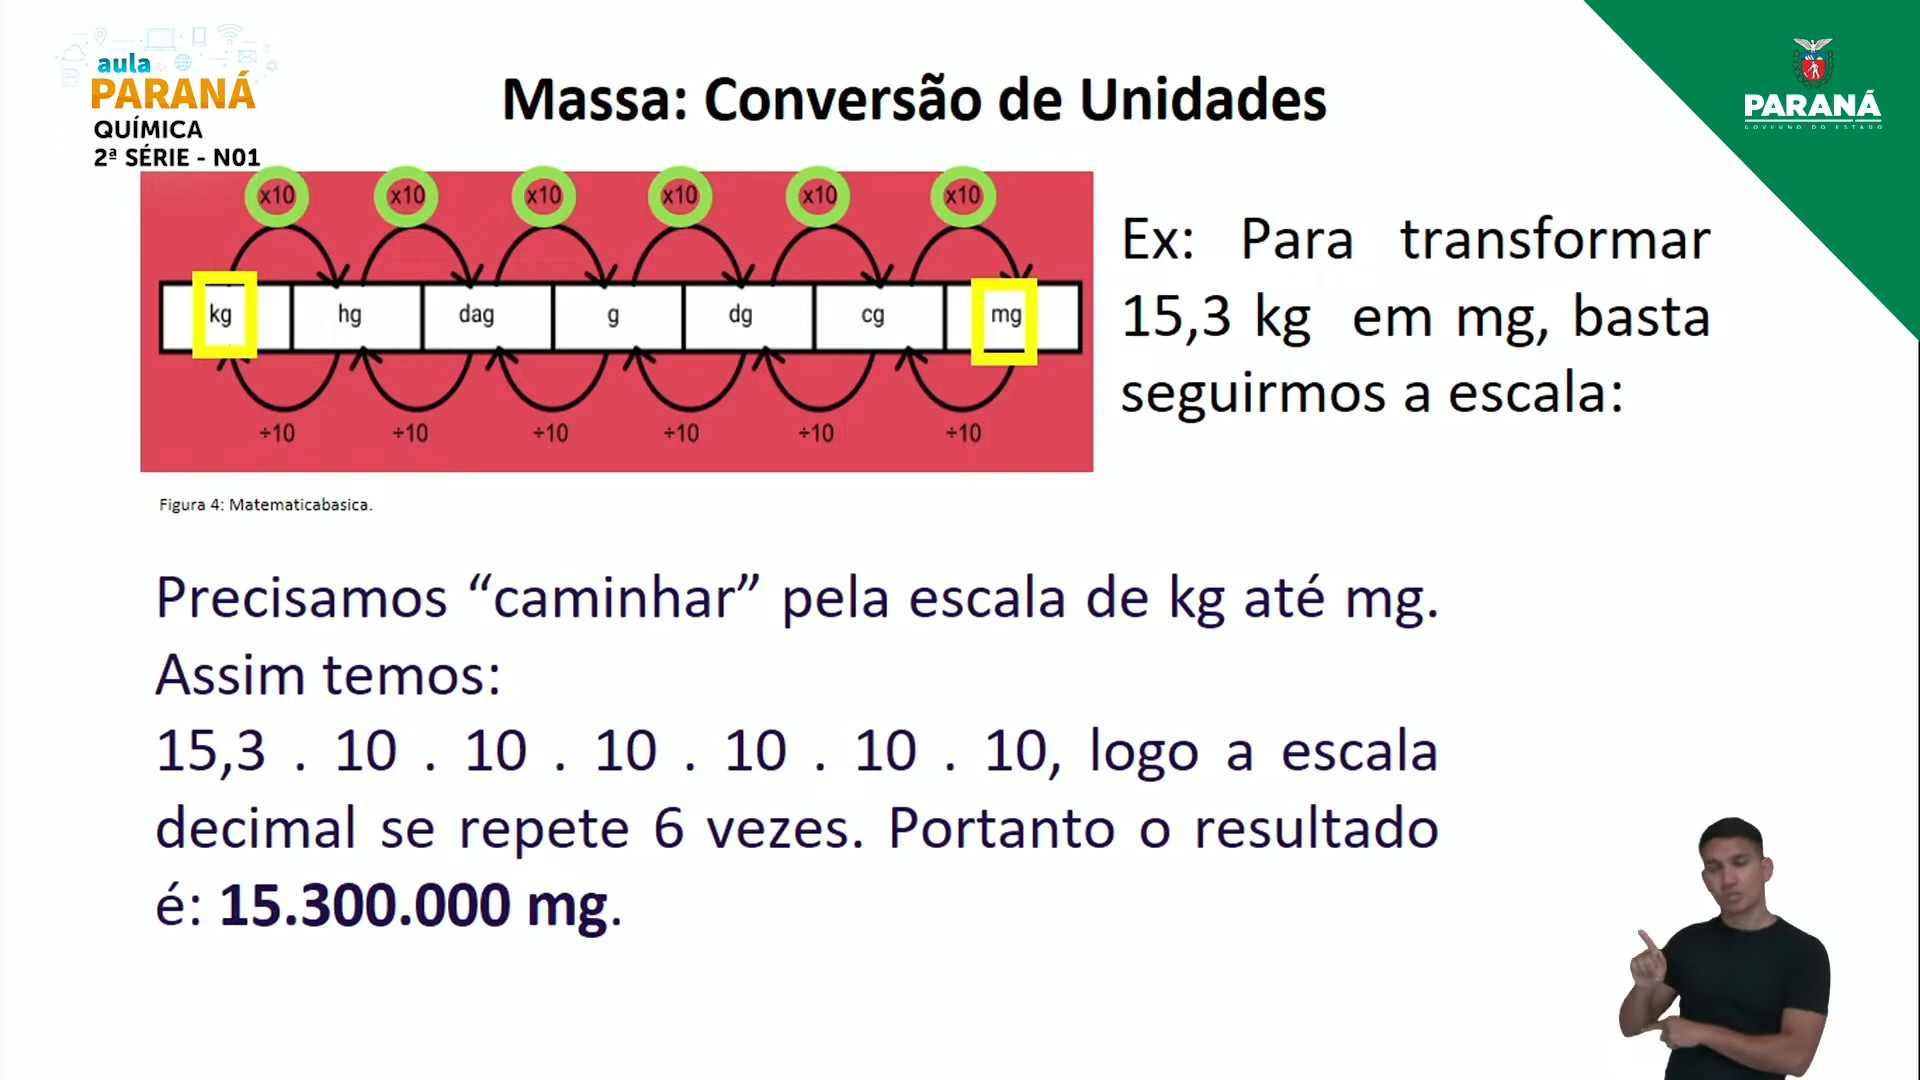 aula
PARANÁ
QUÍMICA
2ª SÉRIE - N01
Massa: Conversão de Unidades
PARANÁ
GOVERNO DO ESTADO
x10 x10 x10 x10 x10 x10
kg hg dag g dg cg mg
÷10 ÷10 ÷10 ÷10 ÷10 ÷10
Figura 4: Matematicabasica.
Ex: Para transformar
15,3 kg em mg, basta
seguirmos a escala:
Precisamos “caminhar” pela escala de kg até mg.
Assim temos:
15,3 . 10 . 10 . 10 . 10 . 10 . 10, logo a escala
decimal se repete 6 vezes. Portanto o resultado
é: 15.300.000 mg.